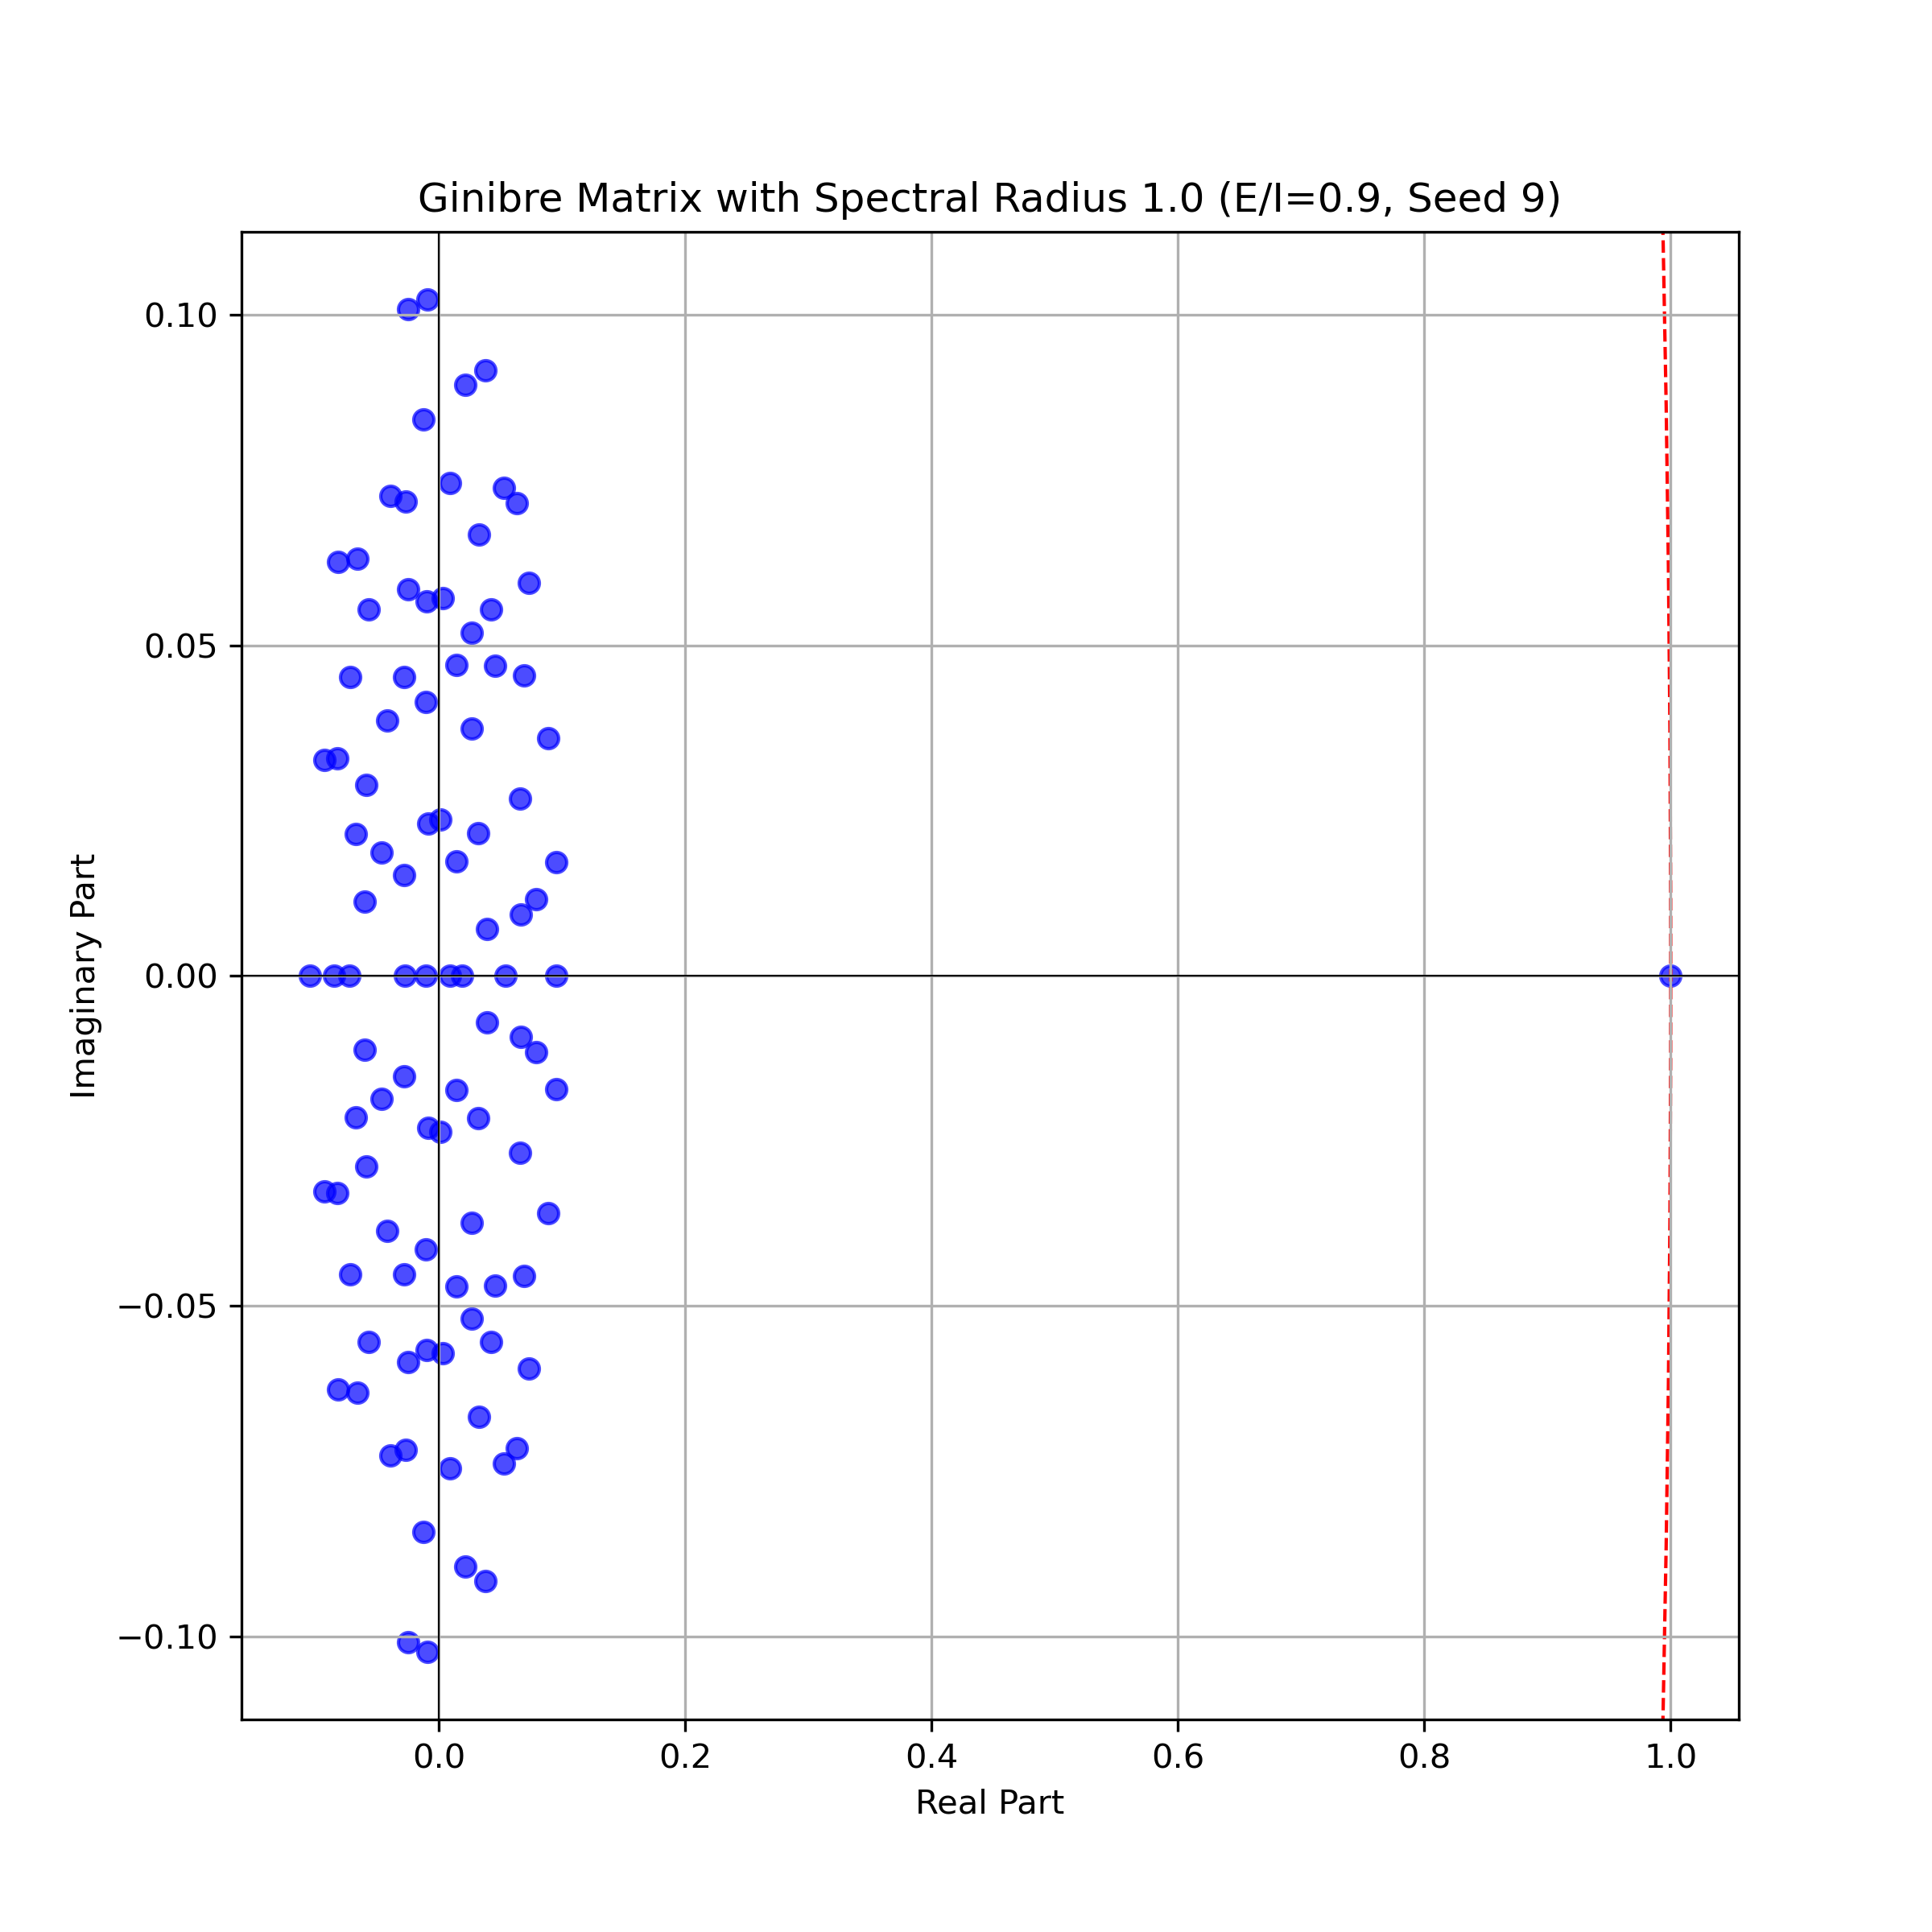 Ginibre Matrix with Spectral Radius 1.0 (E/I=0.9, Seed 9)
0.10
0.05
0.00
−0.05
−0.10
Imaginary Part
0.0 0.2 0.4 0.6 0.8 1.0
Real Part